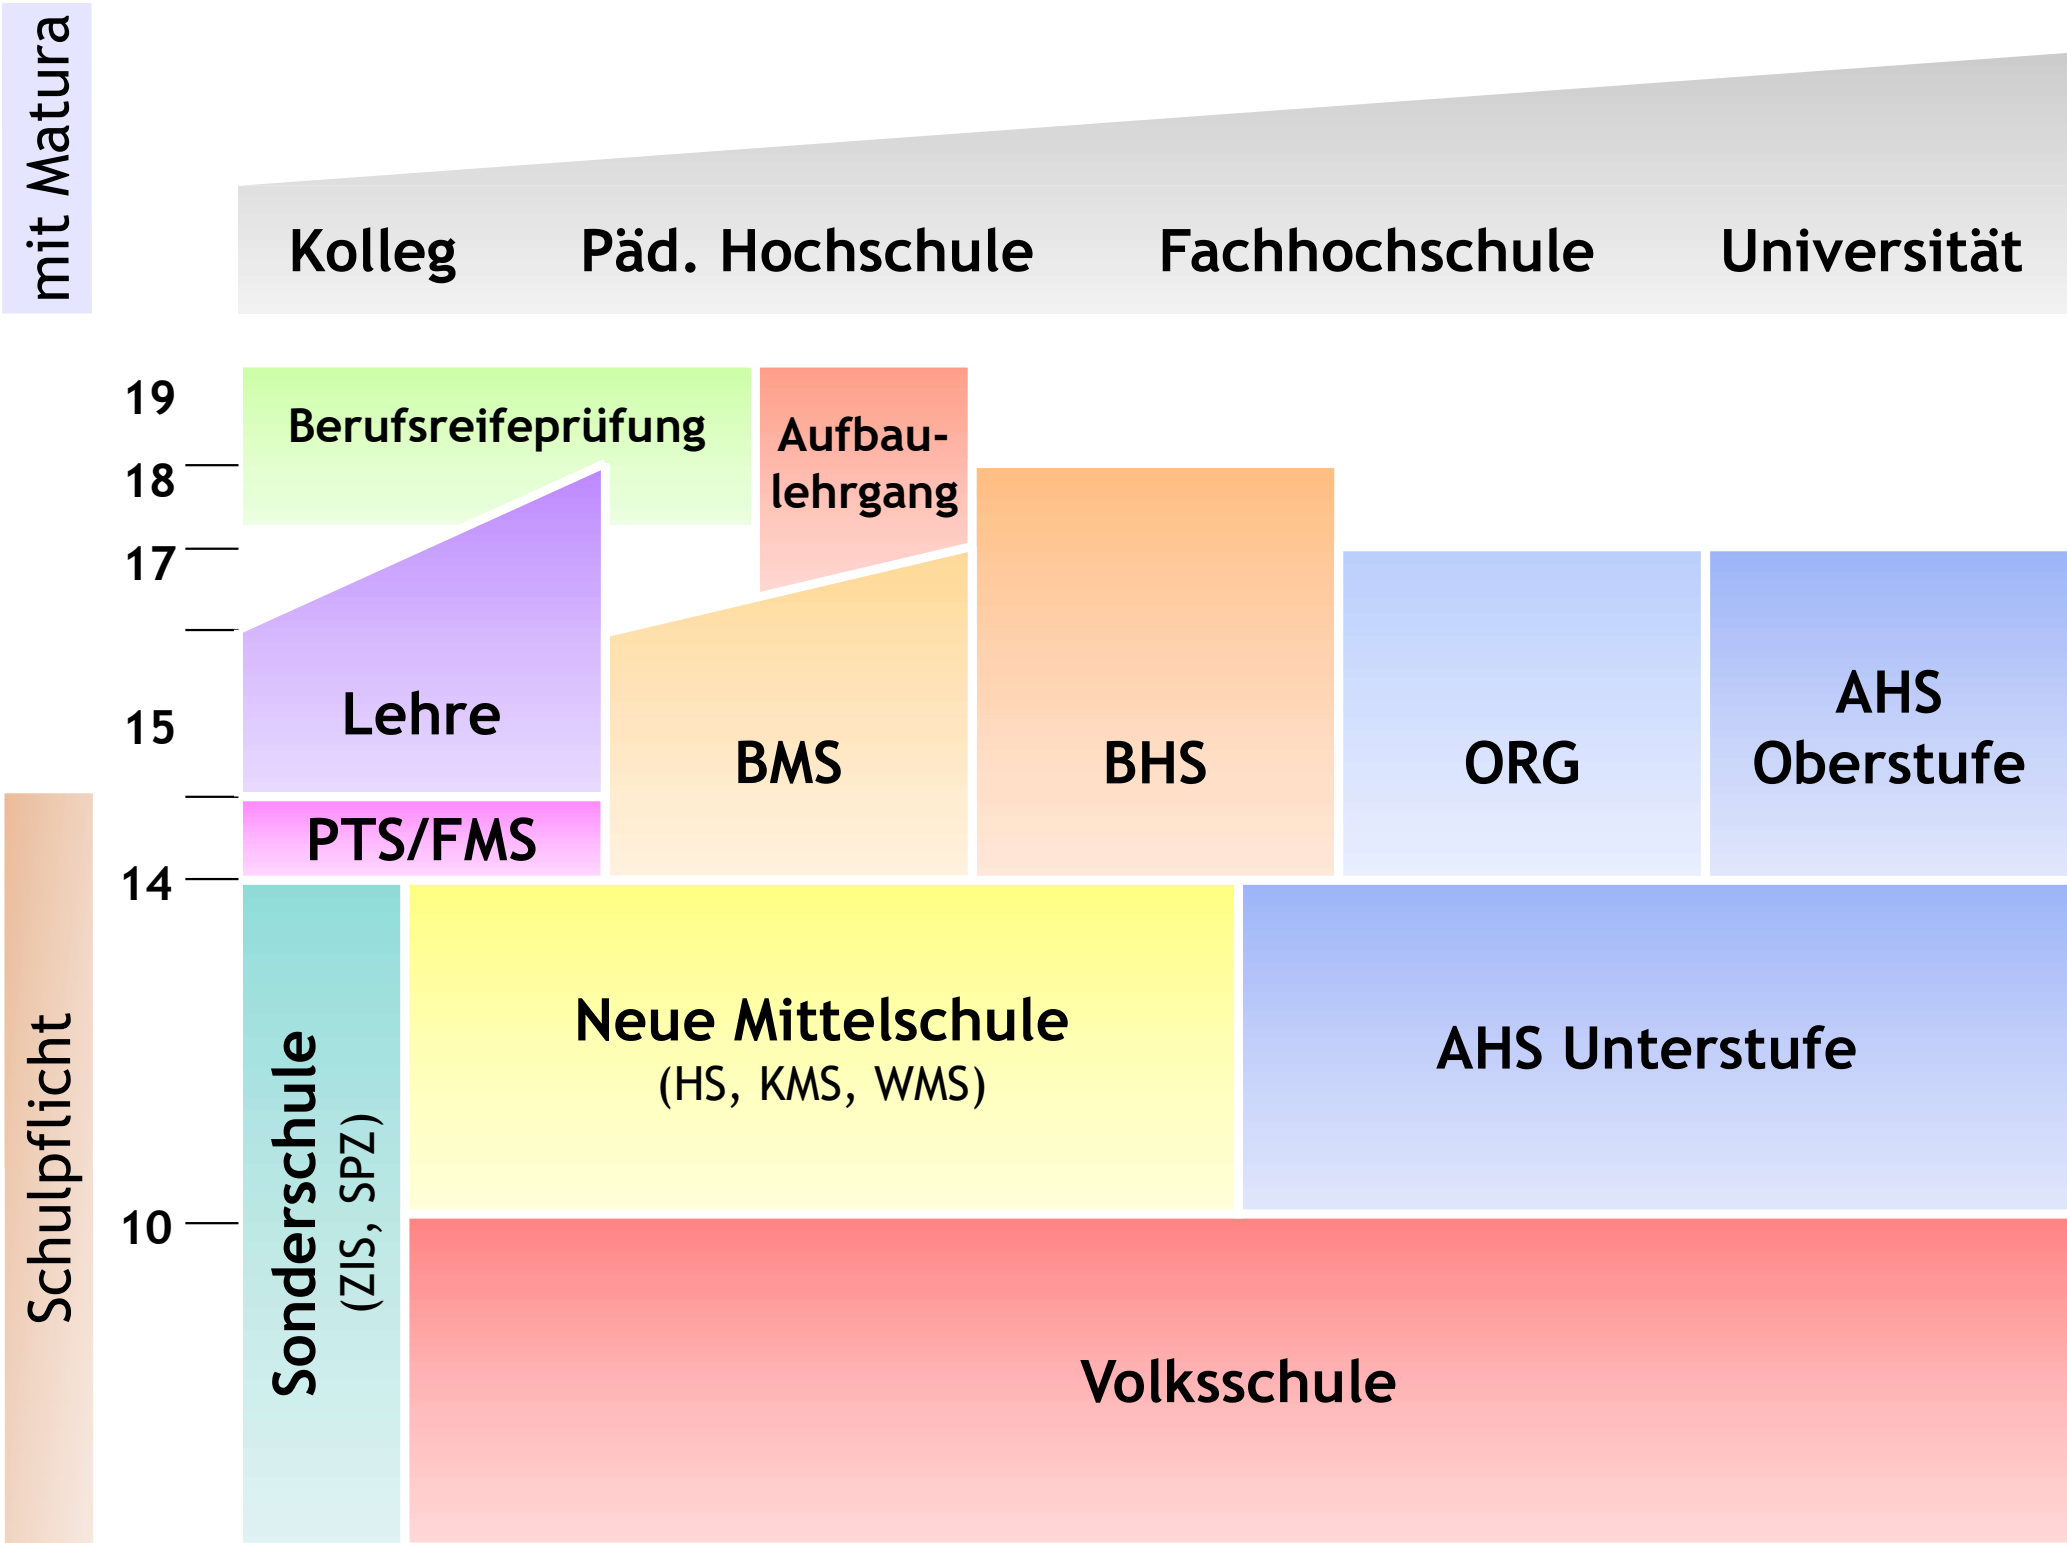 mit Matura
Kolleg Päd. Hochschule Fachhochschule Universität
19
Berufsreifeprüfung
Aufbau-
lehrgang
18
17
15
Lehre
BMS
BHS
ORG
AHS
Oberstufe
PTS/FMS
14
Schulpflicht
Sonderschule
(ZIS, SPZ)
Neue Mittelschule
(HS, KMS, WMS)
AHS Unterstufe
10
Volksschule